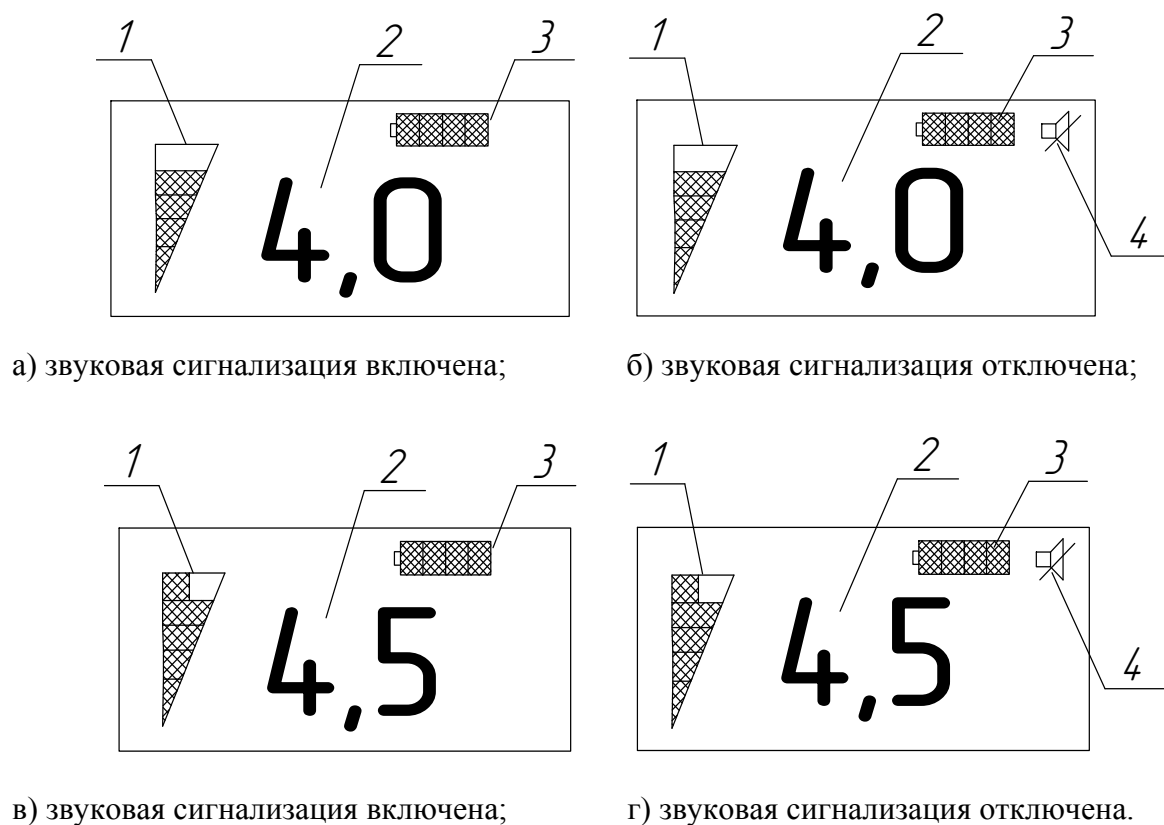 1 2 3 1 2 3
4,0 4,0
4
а) звуковая сигнализация включена; б) звуковая сигнализация отключена;
1 2 3 1 2 3
4,5 4,5
4
в) звуковая сигнализация включена; г) звуковая сигнализация отключена.